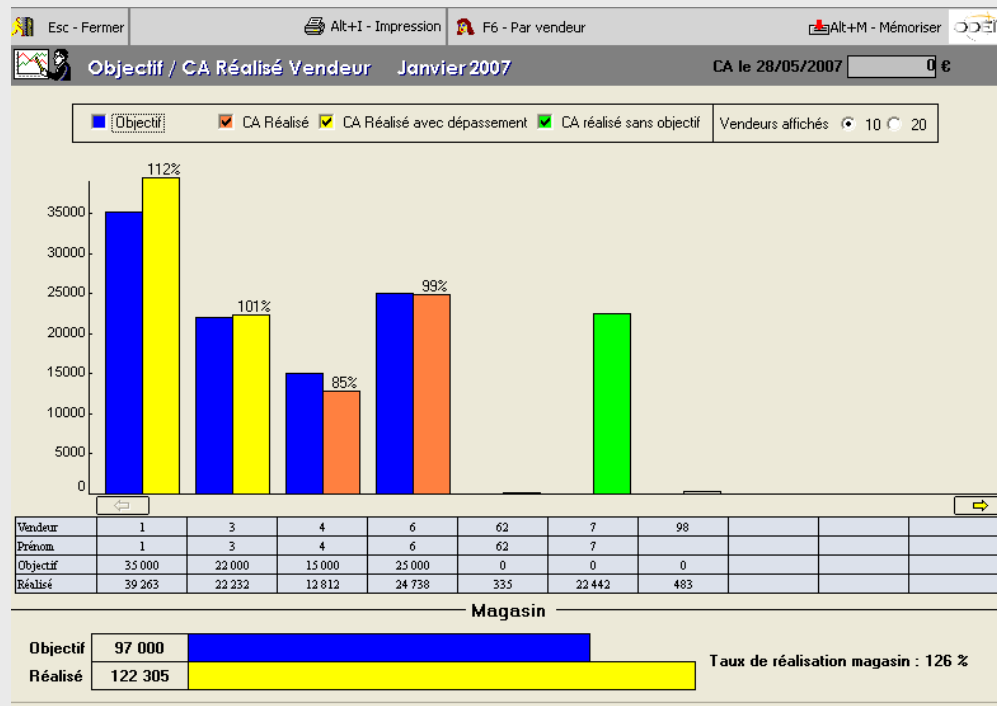 Esc - Fermer Alt+I - Impression F6 - Par vendeur Alt+M - Mémoriser
Objectif / CA Réalisé Vendeur Janvier 2007 CA le 28/05/2007 0 €
Objectif CA Réalisé CA Réalisé avec dépassement CA réalisé sans objectif Vendeurs affichés 10 20
112%
35000
30000
25000 99%
101%
20000
15000 85%
10000
5000
0
Vendeur 1 3 4 6 62 7 98
Prénom 1 3 4 6 62 7
Objectif 35 000 22 000 15 000 25 000 0 0 0
Réalisé 39 263 22 232 12 812 24 738 335 22 442 483
Magasin
Objectif 97 000
Taux de réalisation magasin : 126 %
Réalisé 122 305